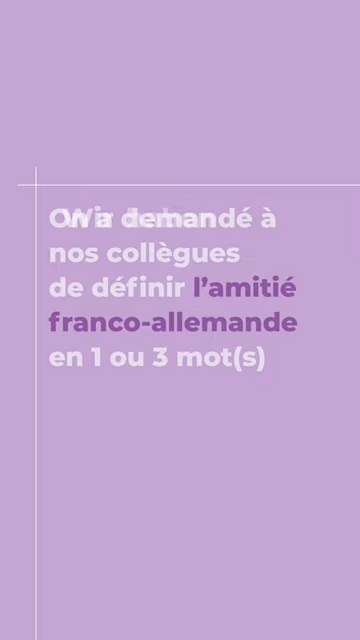 On a demandé à
nos collègues
de définir l’amitié
franco-allemande
en 1 ou 3 mot(s)